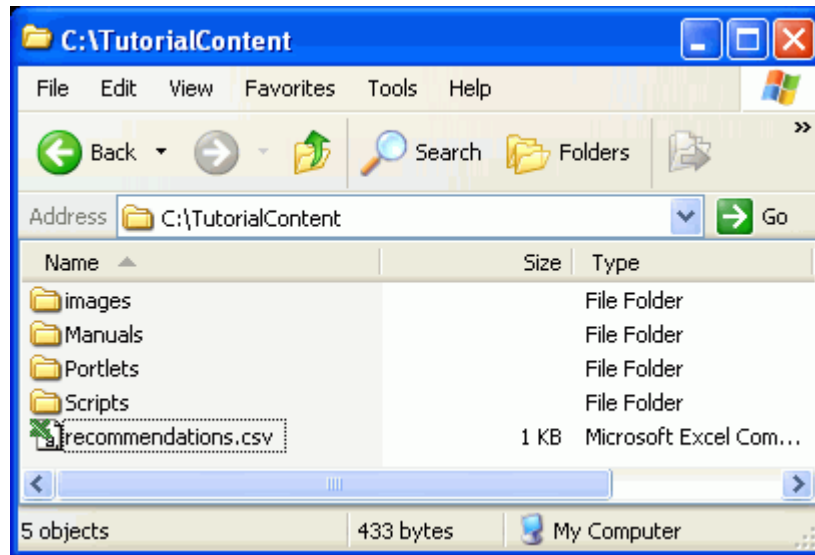 C:\TutorialContent
File Edit View Favorites Tools Help
Back Search Folders »
Address C:\TutorialContent Go
Name Size Type
images File Folder
Manuals File Folder
Portlets File Folder
Scripts File Folder
recommendations.csv 1 KB Microsoft Excel Com...
5 objects 433 bytes My Computer